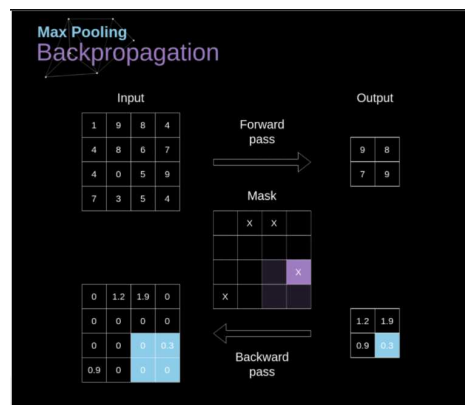 Max Pooling
Backpropagation
Input
Output
1 9 8 4
4 8 6 7
4 0 5 9
7 3 5 4
Forward
pass
9 8
7 9
Mask
X X
X
X
0 1.2 1.9 0
0 0 0 0
0 0 0 0.3
0.9 0 0 0
Backward
pass
1.2 1.9
0.9 0.3